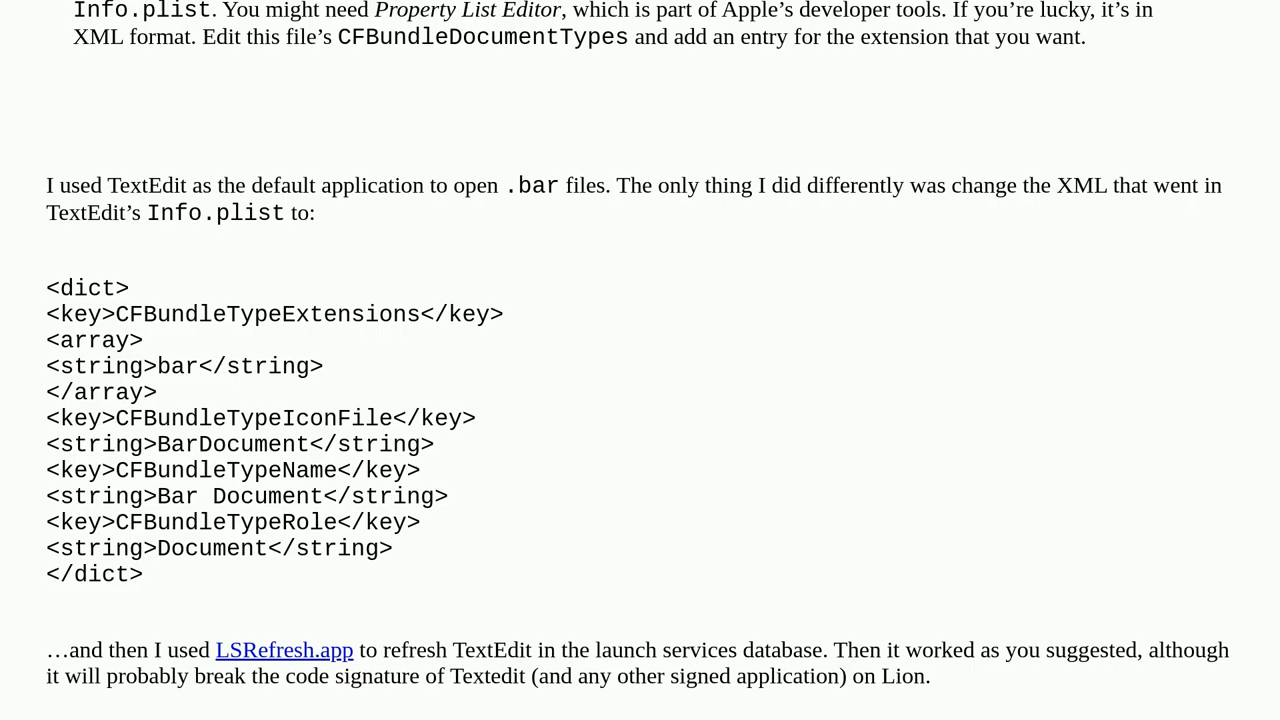 Info.plist. You might need Property List Editor, which is part of Apple’s developer tools. If you’re lucky, it’s in
XML format. Edit this file’s CFBundleDocumentTypes and add an entry for the extension that you want.
I used TextEdit as the default application to open .bar files. The only thing I did differently was change the XML that went in
TextEdit’s Info.plist to:
<dict>
<key>CFBundleTypeExtensions</key>
<array>
<string>bar</string>
</array>
<key>CFBundleTypeIconFile</key>
<string>BarDocument</string>
<key>CFBundleTypeName</key>
<string>Bar Document</string>
<key>CFBundleTypeRole</key>
<string>Document</string>
</dict>
…and then I used LSRefresh.app to refresh TextEdit in the launch services database. Then it worked as you suggested, although
it will probably break the code signature of Textedit (and any other signed application) on Lion.